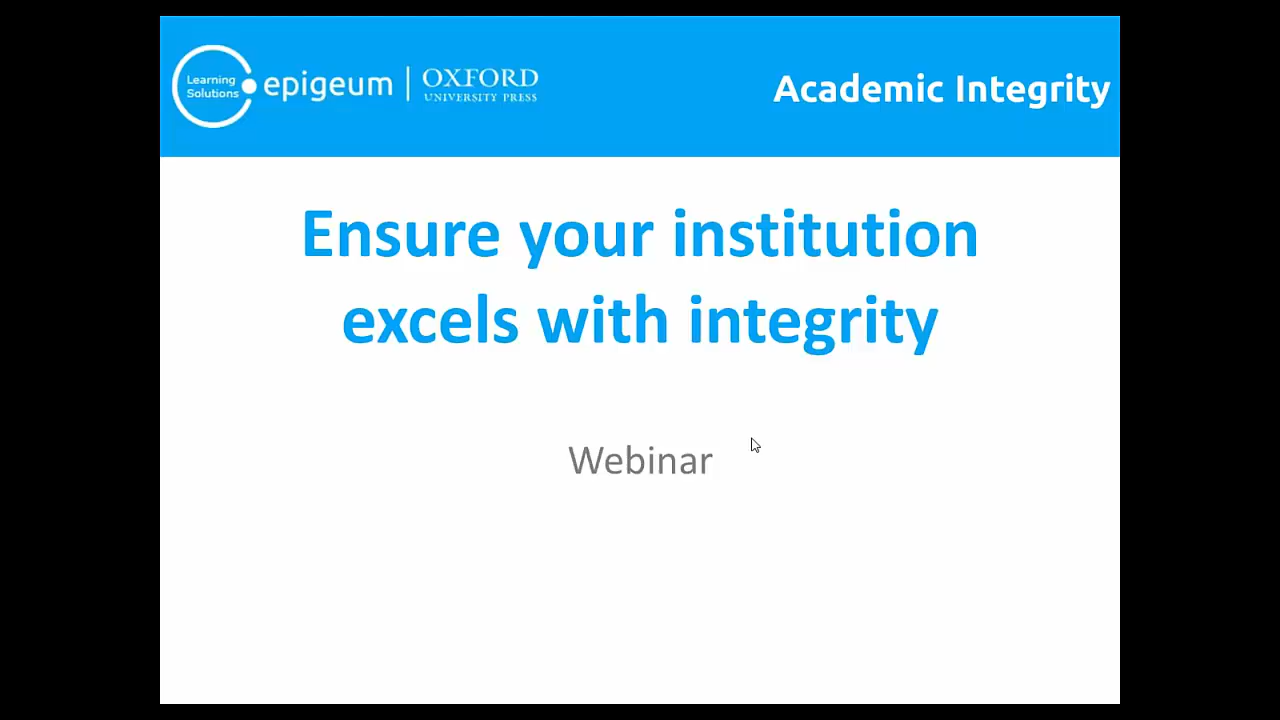 Learning
Solutions
epigeum | OXFORD
UNIVERSITY PRESS
Academic Integrity
Ensure your institution
excels with integrity
Webinar